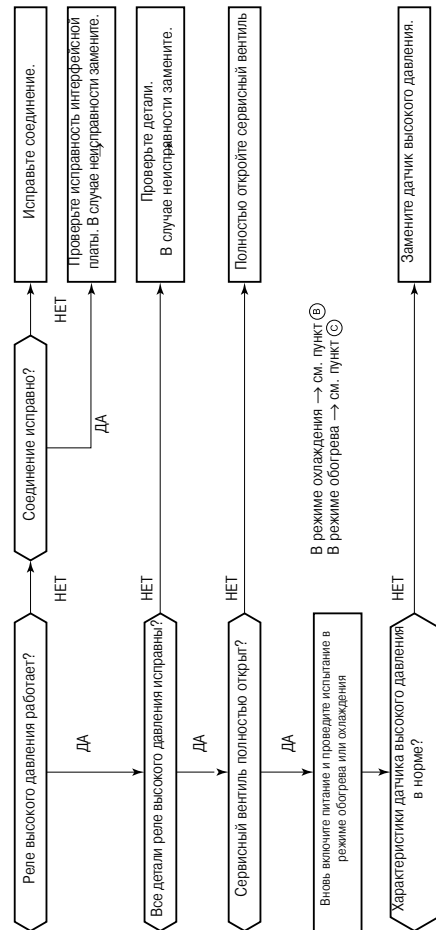 Реле высокого давления работает?
НЕТ
Соединение исправно?
НЕТ
Исправьте соединение.
ДА
Проверьте исправность интерфейсной
платы. В случае неисправности замените.
ДА
Все детали реле высокого давления исправны?
НЕТ
Проверьте детали.
В случае неисправности замените.
ДА
Сервисный вентиль полностью открыт?
НЕТ
Полностью откройте сервисный вентиль
ДА
Вновь включите питание и проведите испытание в
режиме обогрева или охлаждения
В режиме охлаждения → см. пункт Ⓑ
В режиме обогрева → см. пункт Ⓒ
Характеристики датчика высокого давления
в норме?
НЕТ
Замените датчик высокого давления.